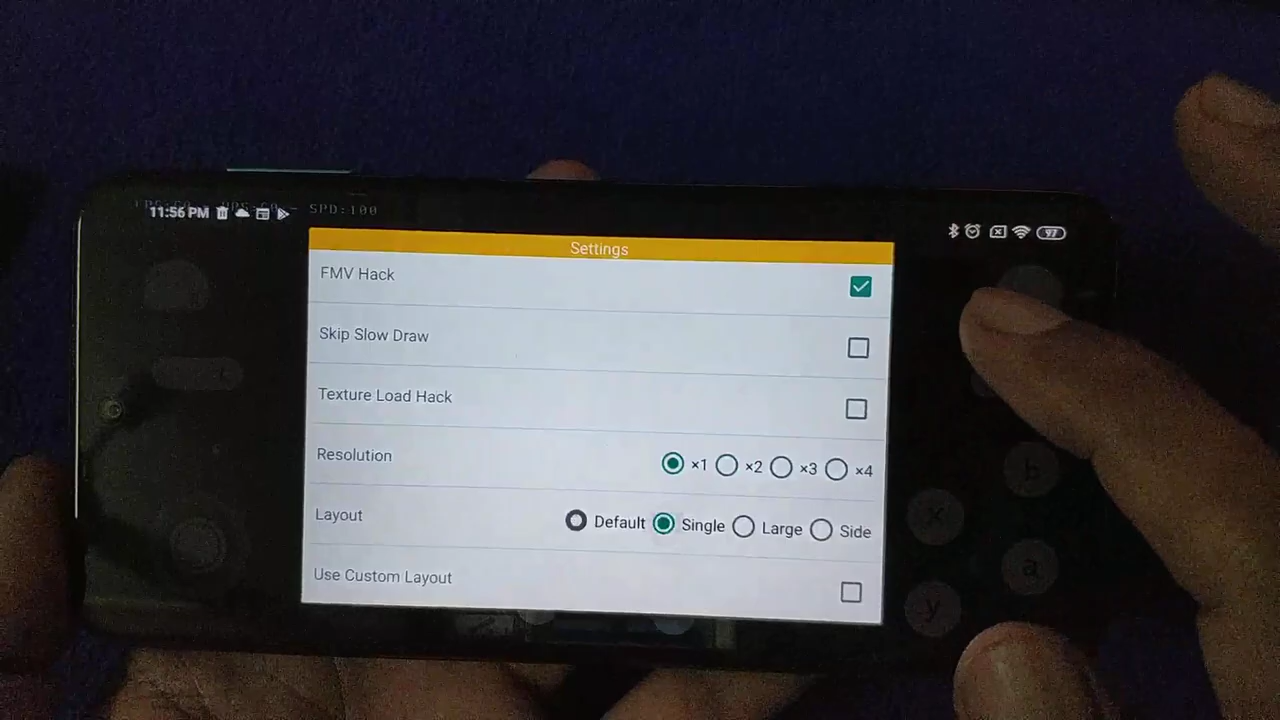 11:56 PM
SPD:100
97
Settings
FMV Hack
Skip Slow Draw
Texture Load Hack
Resolution ×1 ×2 ×3 ×4
Layout Default Single Large Side
Use Custom Layout
b
x
a
y